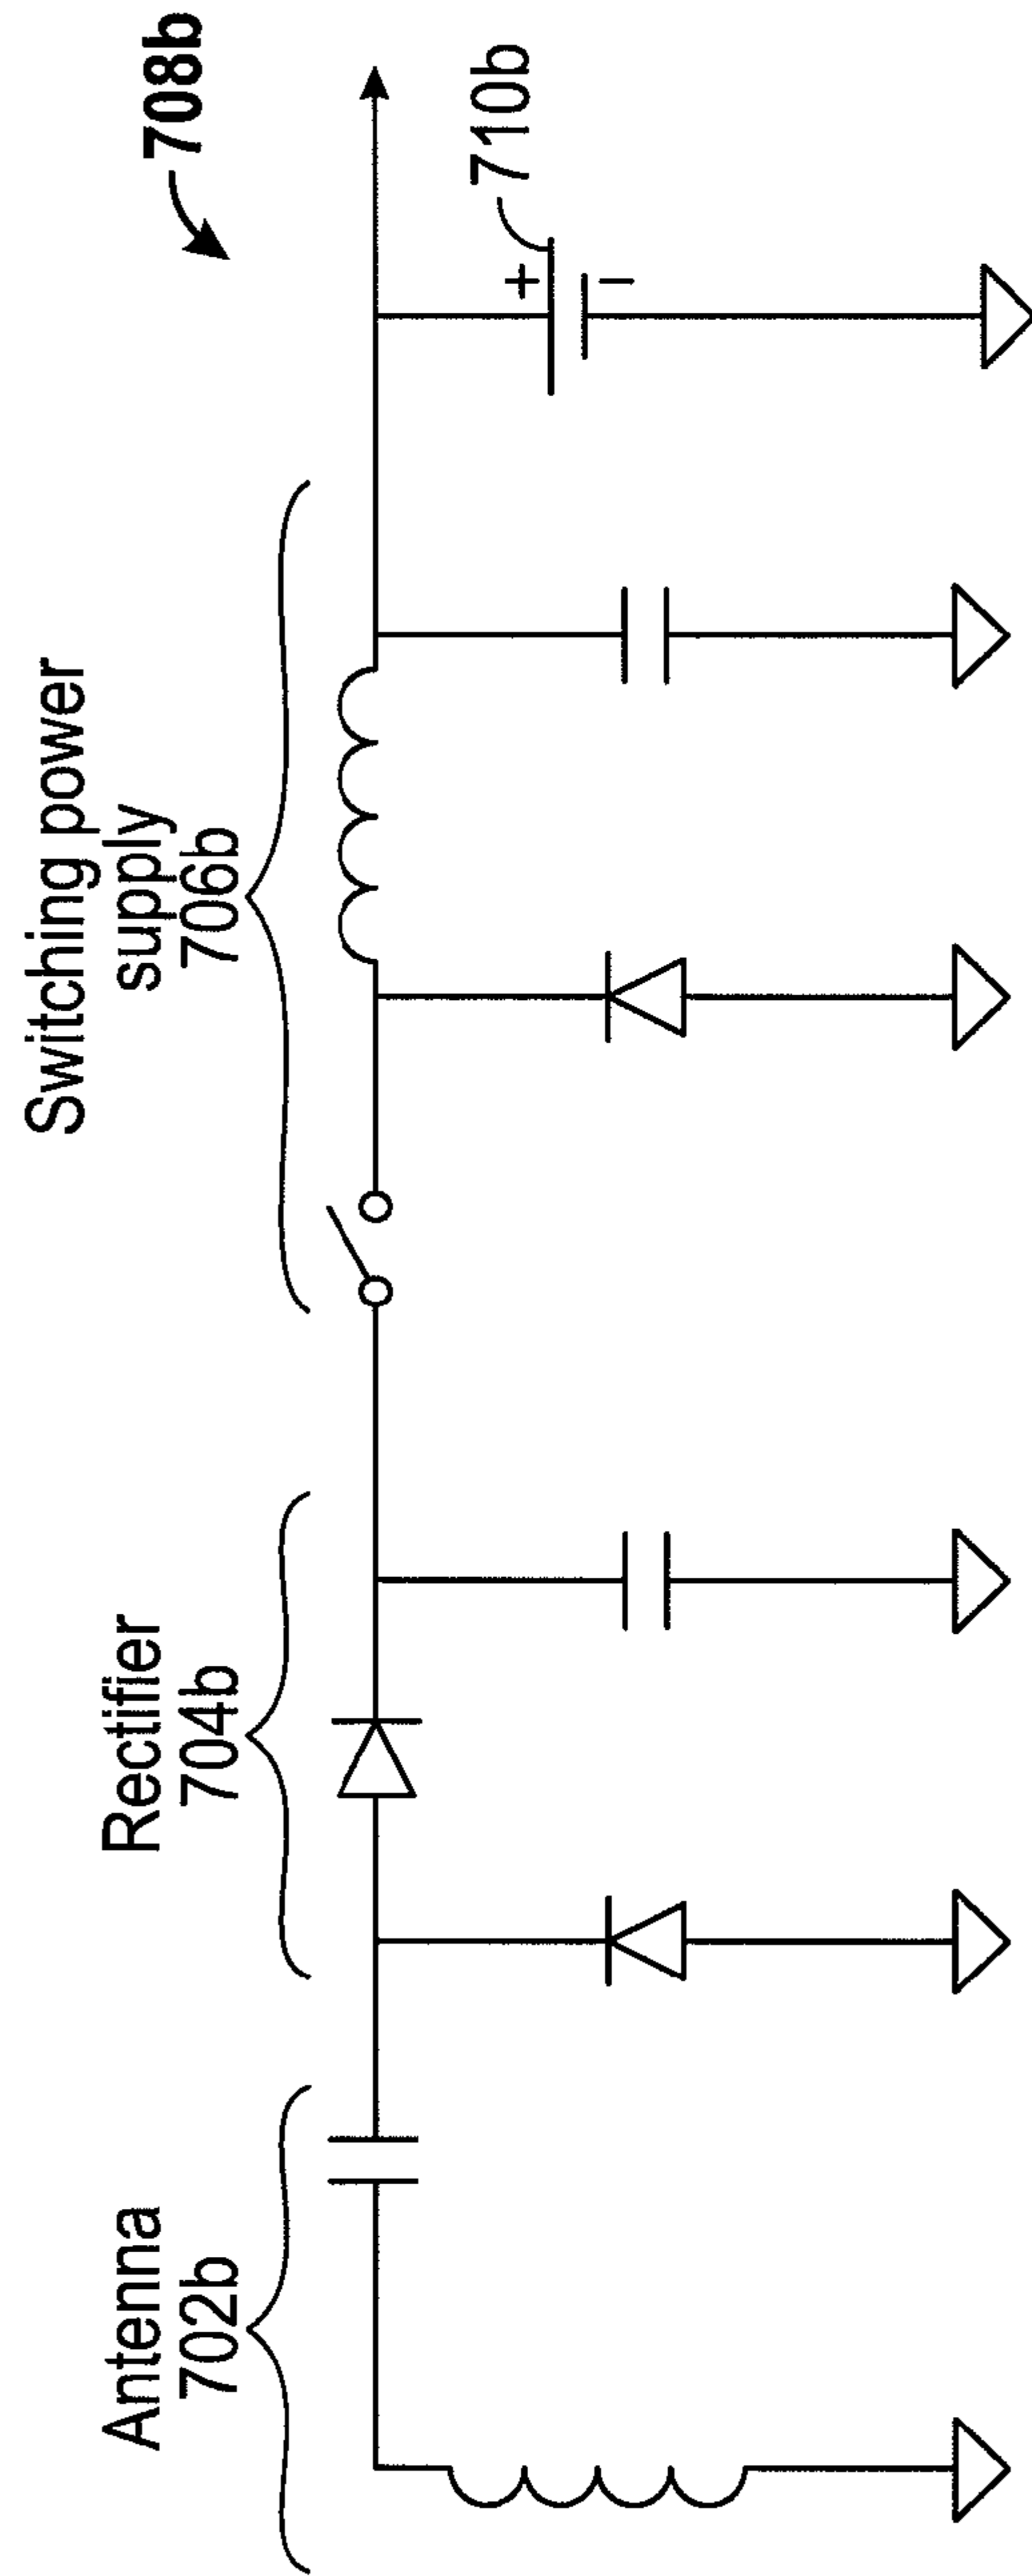 Antenna
702b
Rectifier
704b
Switching power
supply
706b
708b
710b
+
−